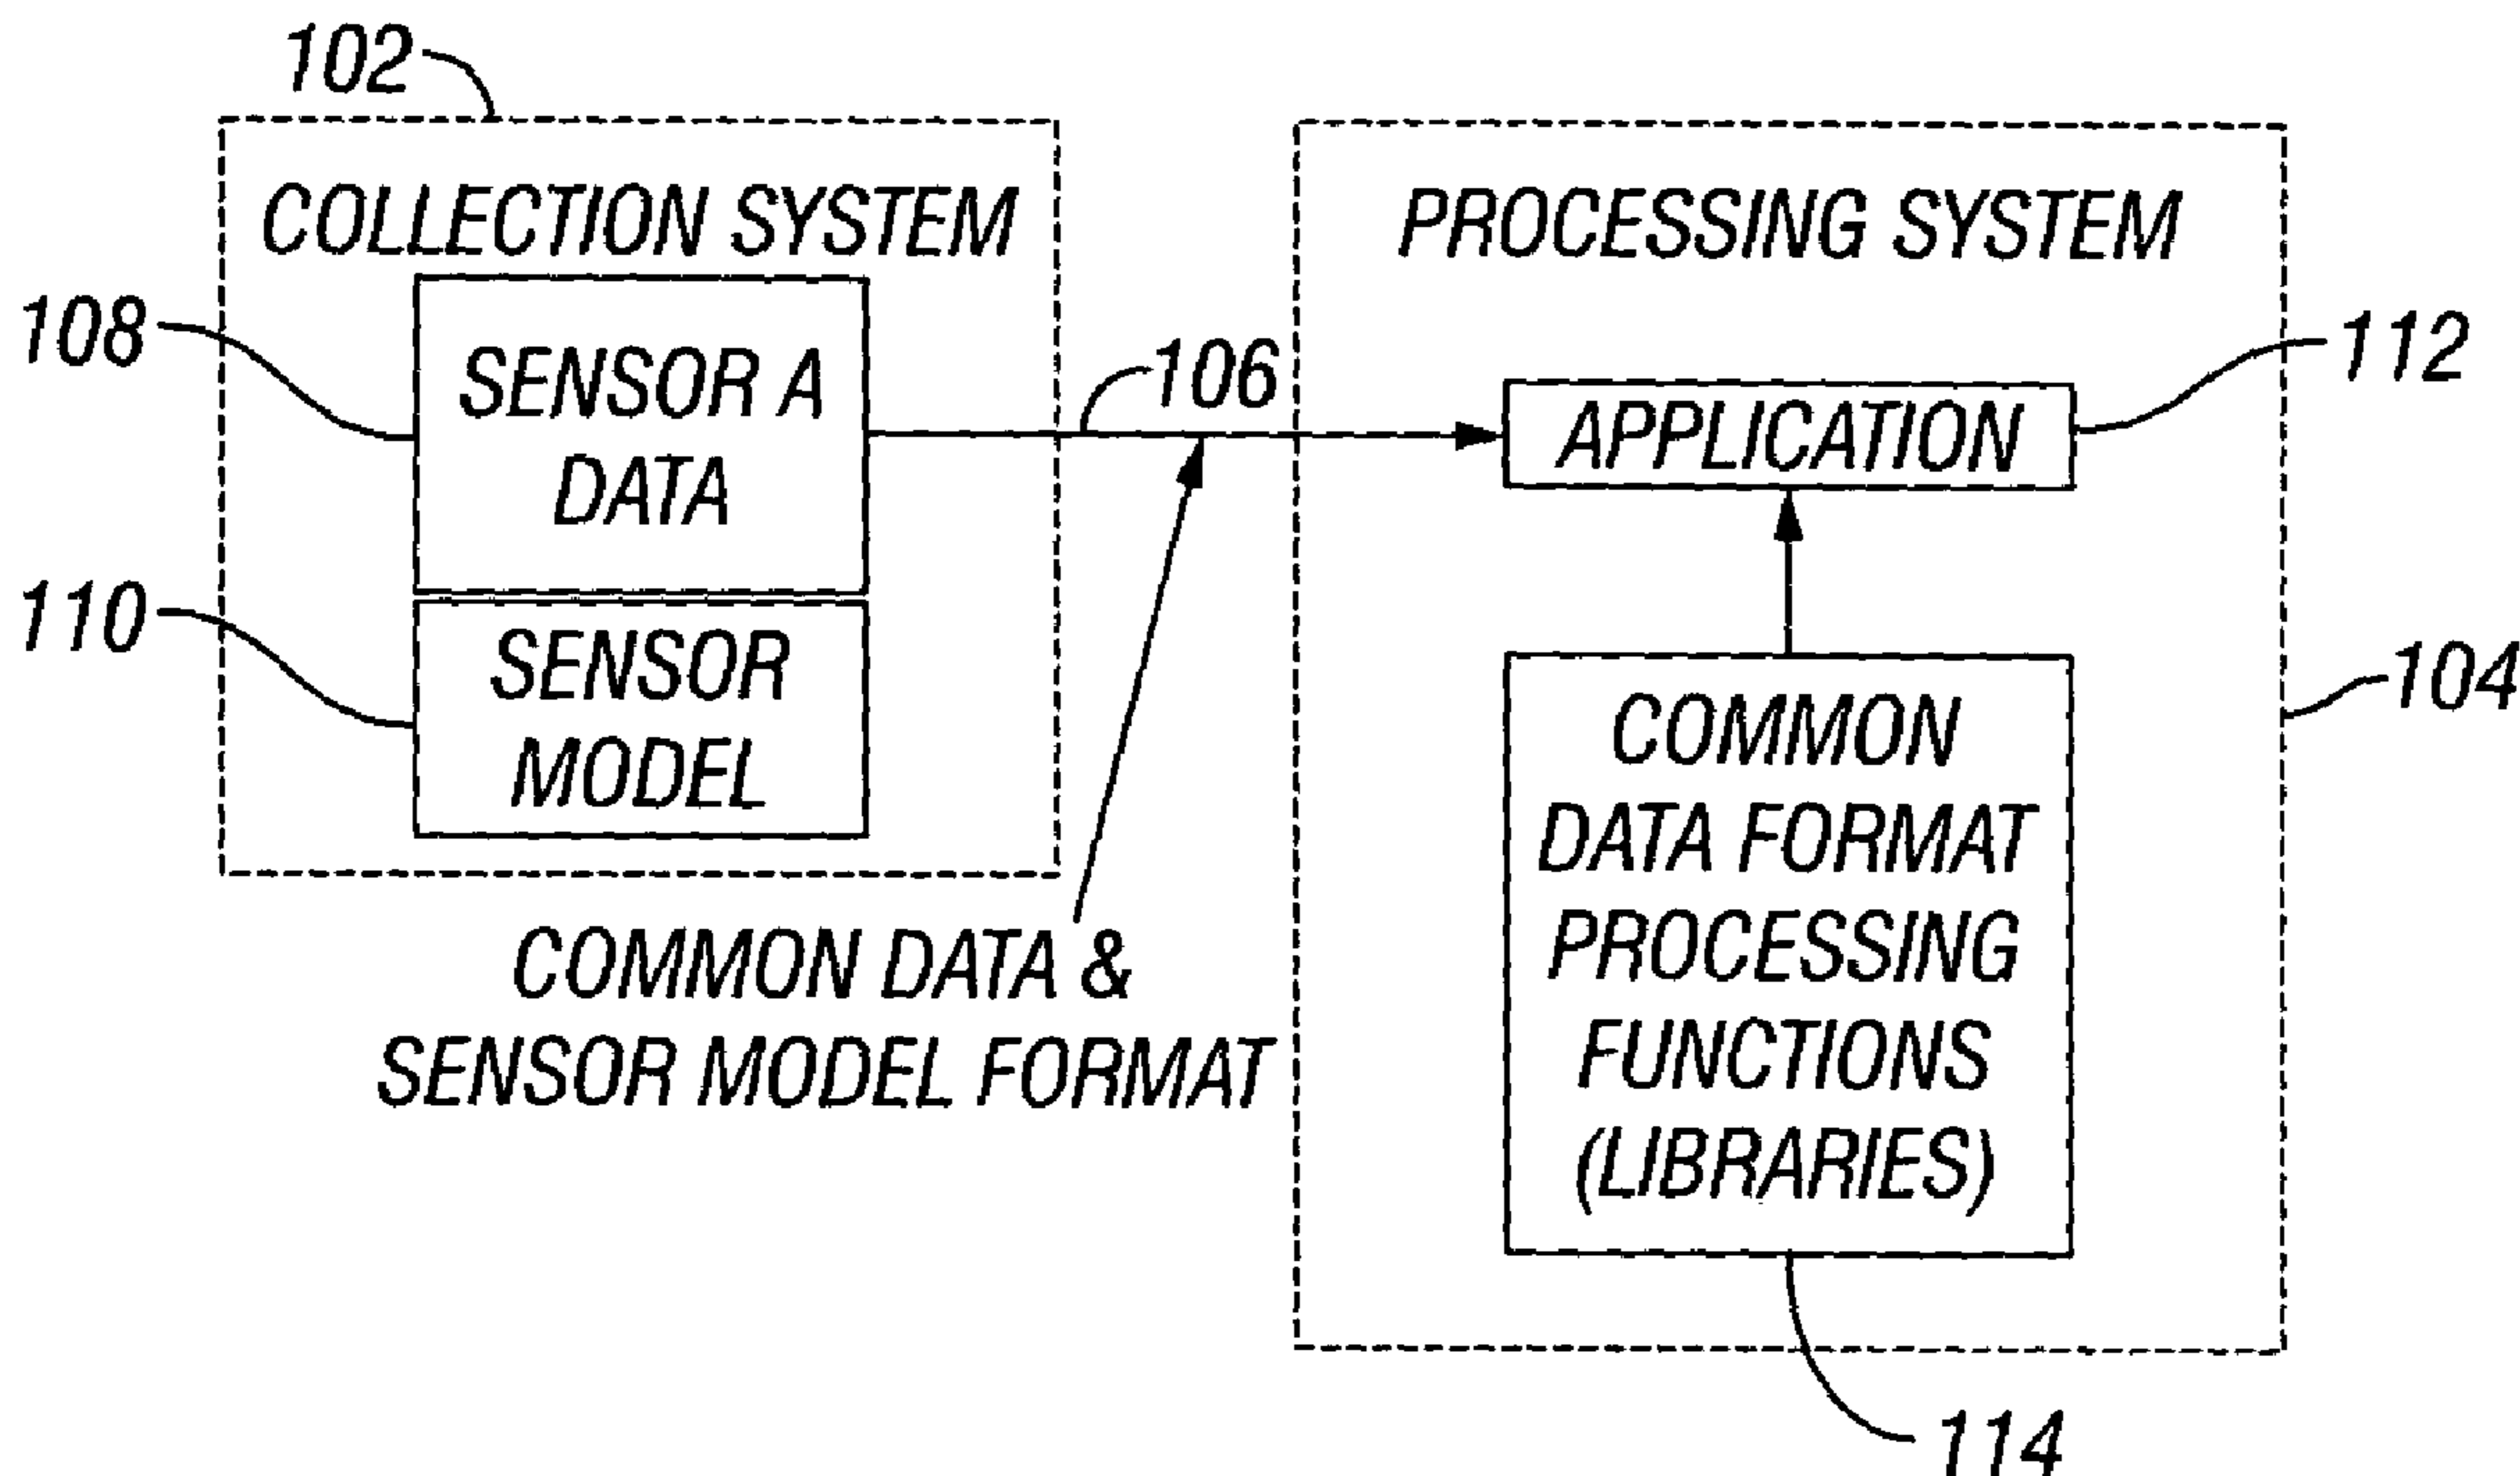 102
COLLECTION SYSTEM
108
SENSOR A
DATA
110
SENSOR
MODEL
106
COMMON DATA &
SENSOR MODEL FORMAT
PROCESSING SYSTEM
112
APPLICATION
104
COMMON
DATA FORMAT
PROCESSING
FUNCTIONS
(LIBRARIES)
114